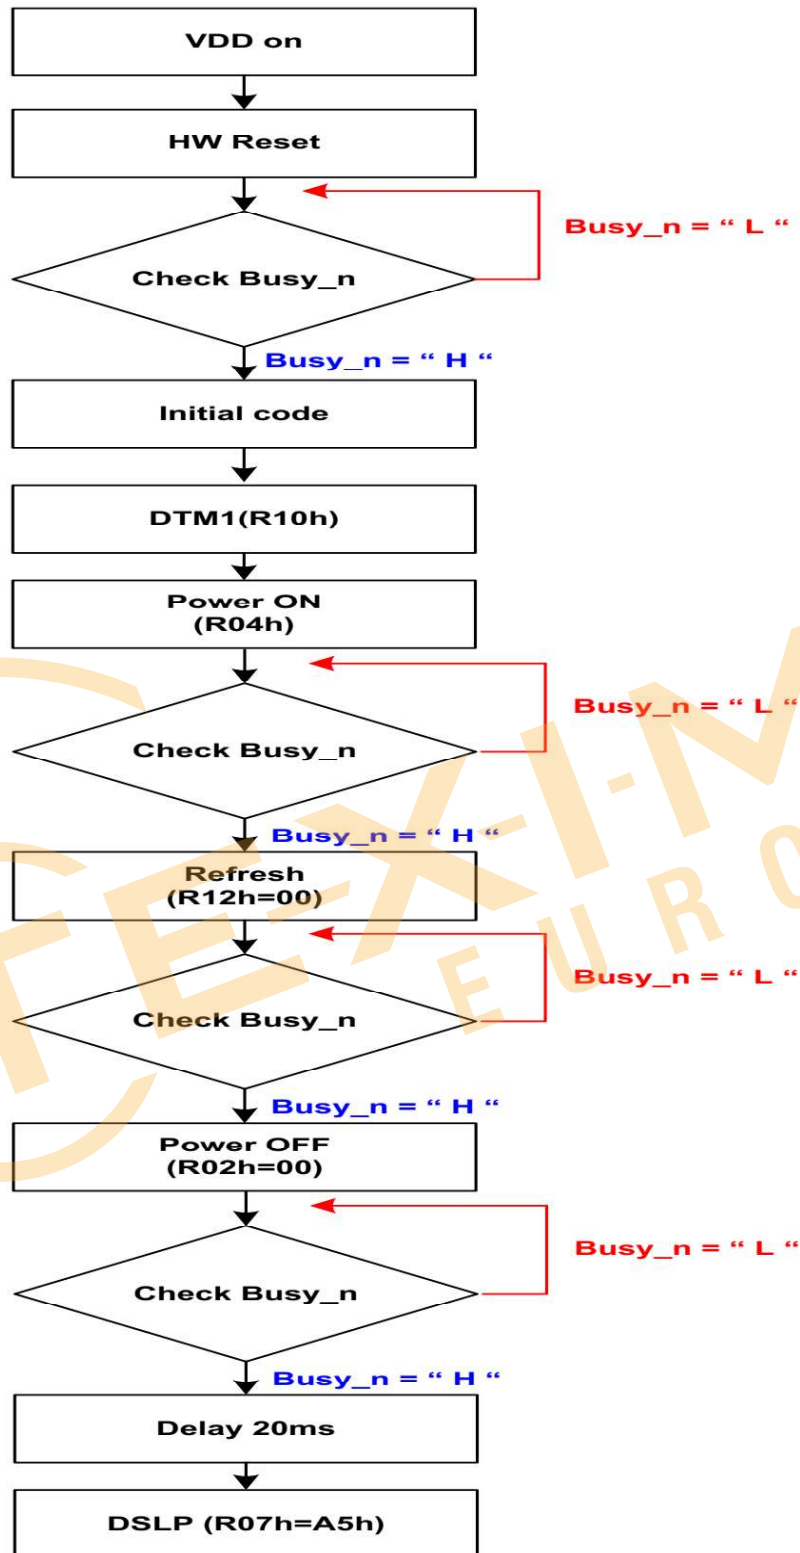 VDD on
HW Reset
Busy_n = “ L “
Check Busy_n
Busy_n = “ H “
Initial code
DTM1(R10h)
Power ON
(R04h)
Busy_n = “ L “
Check Busy_n
Busy_n = “ H “
Refresh
(R12h=00)
Busy_n = “ L “
Check Busy_n
Busy_n = “ H “
Power OFF
(R02h=00)
Busy_n = “ L “
Check Busy_n
Busy_n = “ H “
Delay 20ms
DSLP (R07h=A5h)
TE-X-I-M
EURO